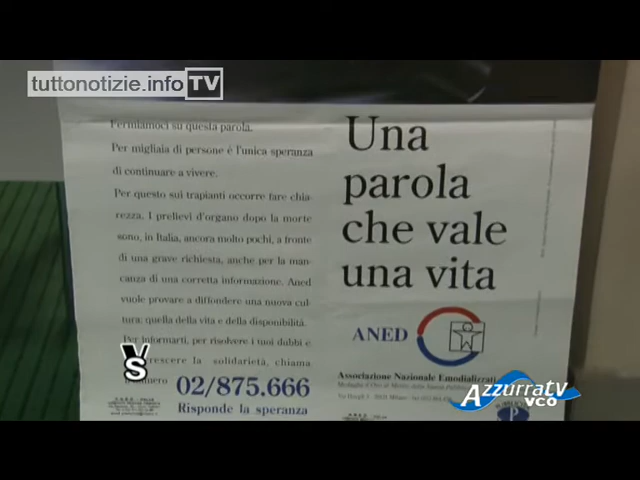 tuttonotizie.info TV
Fermiamoci su questa parola.
Per migliaia di persone è l'unica speranza
di continuare a vivere.
Per questo sui trapianti occorre fare chia-
rezza. I prelievi d'organo dopo la morte
sono, in Italia, ancora molto pochi, a fronte
di una grave richiesta, anche per la man-
canza di una corretta informazione. Aned
vuole provare a diffondere una nuova cul-
tura: quella della vita e della disponibilità.
Per informarti, per risolvere i tuoi dubbi e
crescere la solidarietà, chiama
numero 02/875.666
Risponde la speranza
Una
parola
che vale
una vita
ANED
Associazione Nazionale Emodializzati
VS
AzzurraTV
VCO